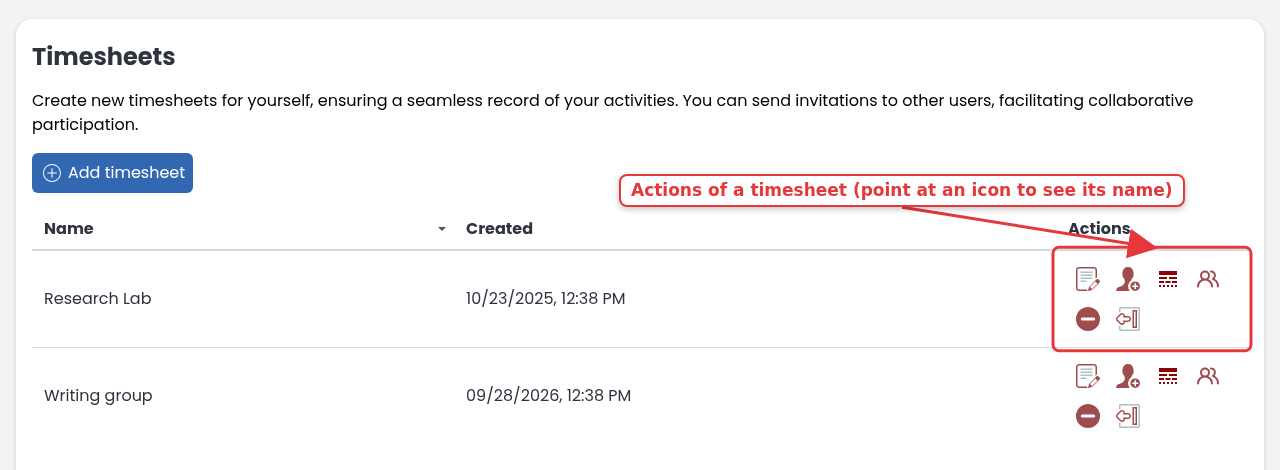 Timesheets
Create new timesheets for yourself, ensuring a seamless record of your activities. You can send invitations to other users, facilitating collaborative
participation.
Add timesheet
Actions of a timesheet (point at an icon to see its name)
Name Created Actions
Research Lab 10/23/2025, 12:38 PM
Writing group 09/28/2026, 12:38 PM